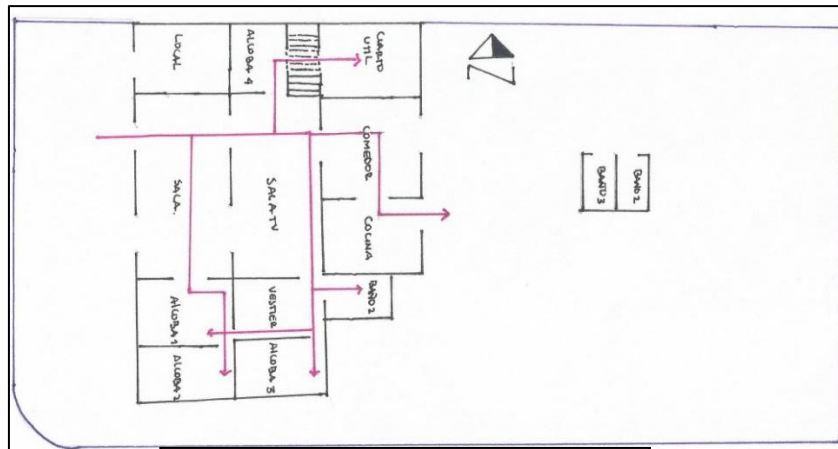 LOCAL
ALCOBA 4
CUARTO
UTIL
COMEDOR
SALA.
SALA TV
COCINA
BAÑO 3
BAÑO 2
ALCOBA 1
VESTIER
BAÑO 2
ALCOBA 2
ALCOBA 3
N